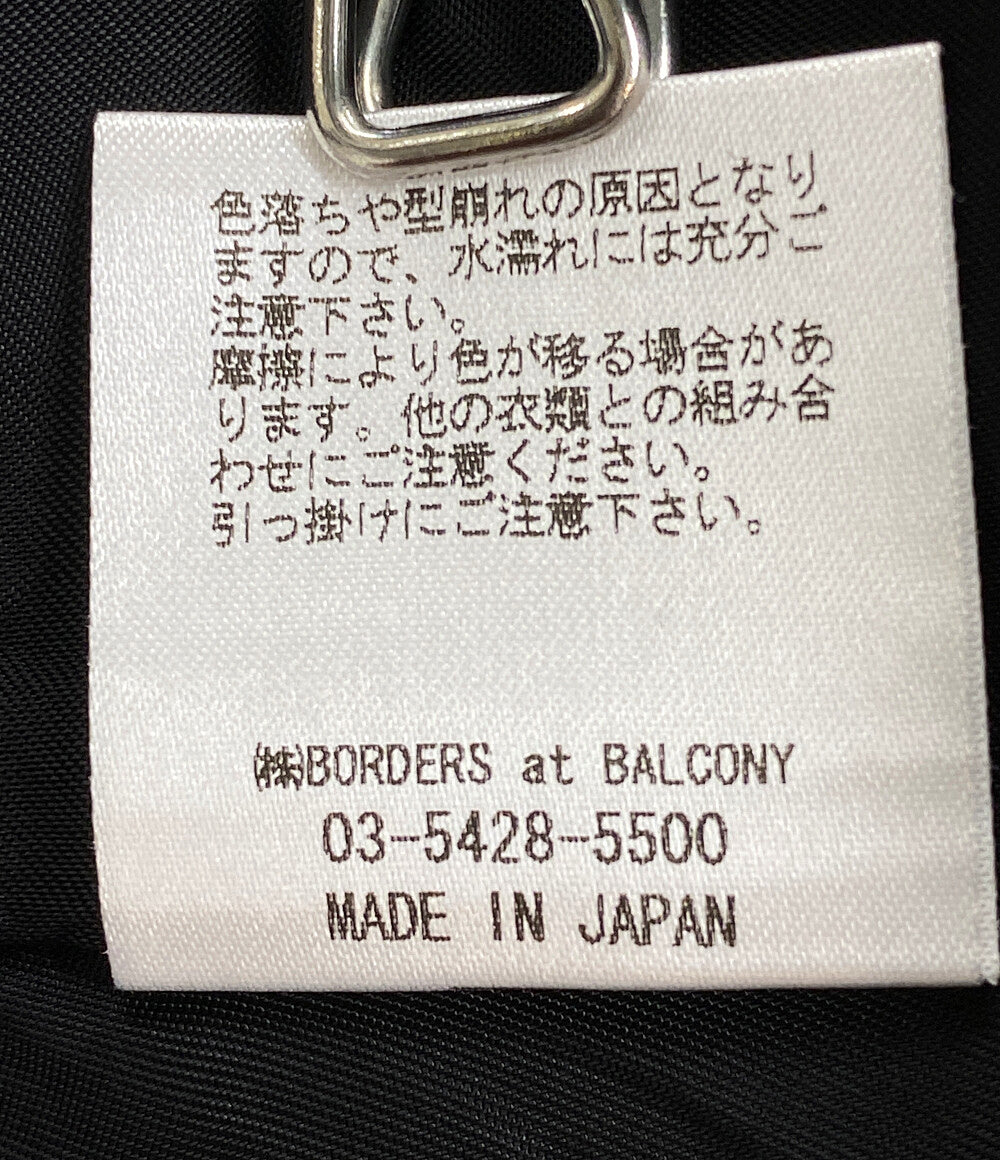 色落ちや型崩れの原因となり
ますので、水濡れには充分ご
注意下さい。
摩擦により色が移る場合があ
ります。他の衣類との組み合
わせにご注意ください。
引っ掛けにご注意下さい。
㈱BORDERS at BALCONY
03-5428-5500
MADE IN JAPAN